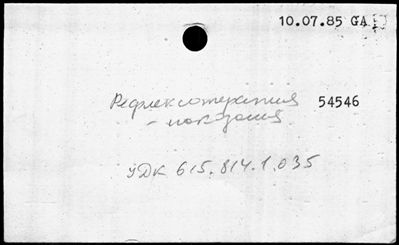 10.07.85 GA
Рефлексотерапия 54546
- показания
УДК 615.814.1.035